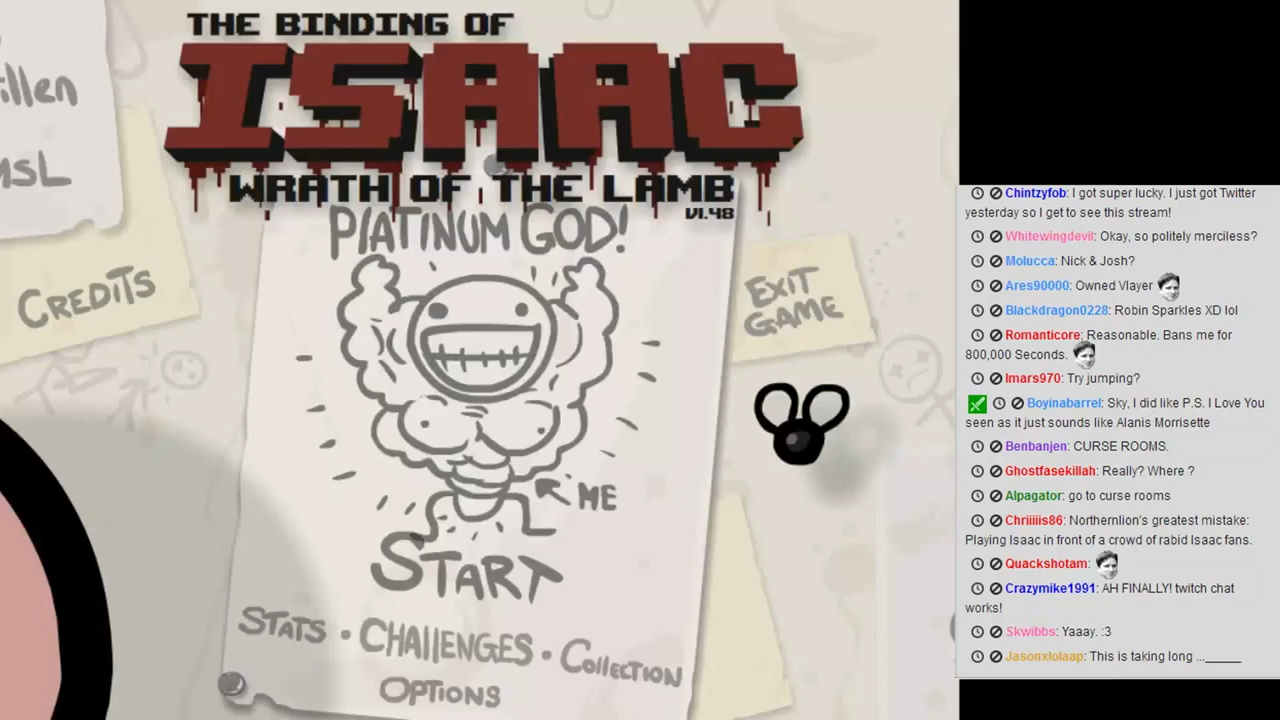 THE BINDING OF
ISAAC
WRATH OF THE LAMB
V1.48
illen
MSL
CREDITS
PLATINUM GOD!
EXIT
GAME
ME
START
STATS • CHALLENGES • COLLECTION
OPTIONS
Chintzyfob: I got super lucky. I just got Twitter
yesterday so I get to see this stream!
Whitewingdevil: Okay, so politely merciless?
Molucca: Nick & Josh?
Ares90000: Owned Vlayer
Blackdragon0228: Robin Sparkles XD lol
Romanticore: Reasonable. Bans me for
800,000 Seconds.
Imars970: Try jumping?
Boyinabarrel: Sky, I did like P.S. I Love You
seen as it just sounds like Alanis Morrisette
Benbanjen: CURSE ROOMS.
Ghostfasekillah: Really? Where ?
Alpagator: go to curse rooms
Chriiiiis86: Northernlion's greatest mistake:
Playing Isaac in front of a crowd of rabid Isaac fans.
Quackshotam:
Crazymike1991: AH FINALLY! twitch chat
works!
Skwibbs: Yaaay. :3
Jasonxlolaap: This is taking long ...______